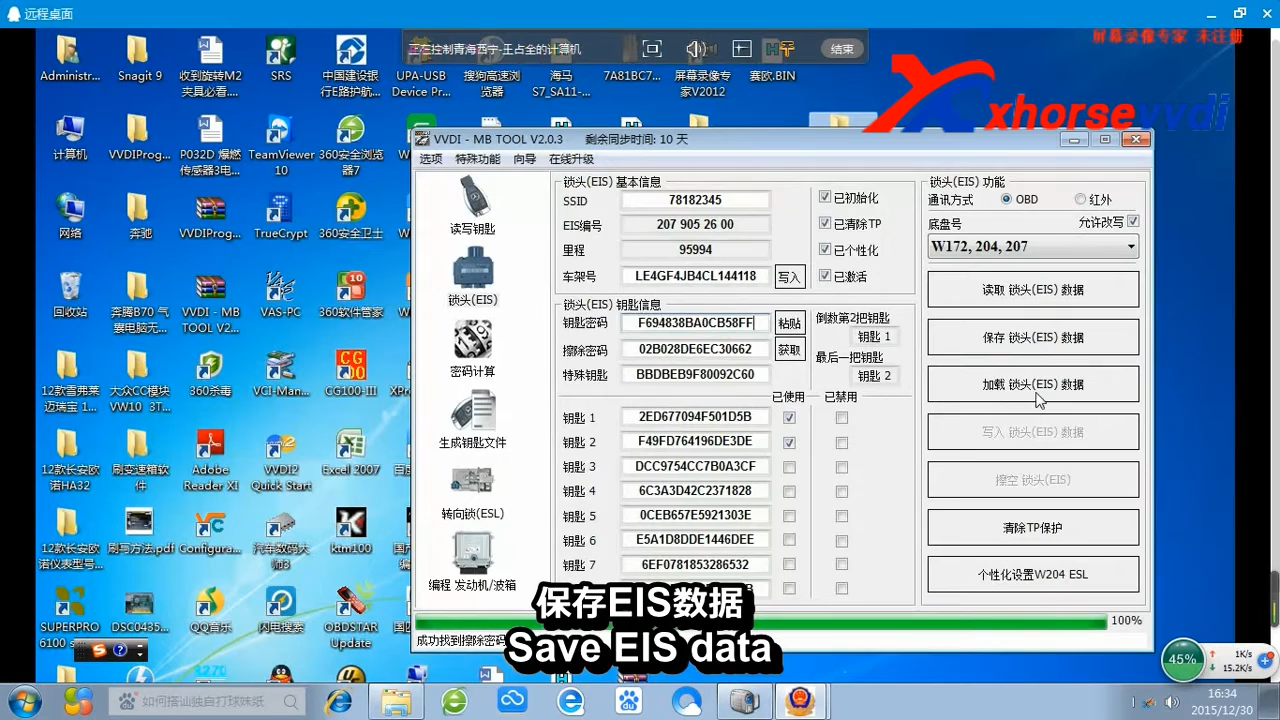 远程桌面
正在控制青海西宁-王占全的计算机
结束
屏幕录像专家 未注册
xhorsevvdi
Administr...
Snagit 9
收到旋转M2
夹具必看....
SRS
中国建设银
行E路护航...
UPA-USB
Device Pr...
搜狗高速浏
览器
海马
S7_SA11-...
7A81BC7...
屏幕录像专
家V2012
赛欧.BIN
计算机
VVDIProg...
P032D 爆燃
传感器3电...
TeamViewer
10
360安全浏览
器7
网络
奔驰
VVDIProg...
TrueCrypt
360安全卫士
回收站
奔腾B70 气
囊电脑无...
VVDI - MB
TOOL V2...
VAS-PC
360软件管家
12款雪弗莱
迈瑞宝 1...
大众CC模块
VW10 3T...
360杀毒
VCI-Man...
CG100-III
12款长安欧
诺HA32
刷变速箱软
件
Adobe
Reader XI
VVDI2
Quick Start
Excel 2007
12款长安欧
诺仪表型号...
刷写方法.pdf
Configura...
汽车数码大
师3
ktm100
SUPERPRO
6100 s
DSC0435...
QQ音乐
闪电搜索
OBDSTAR
Update
VVDI - MB TOOL V2.0.3 剩余同步时间: 10 天
选项 特殊功能 向导 在线升级
读写钥匙
锁头(EIS)
密码计算
生成钥匙文件
转向锁(ESL)
编程 发动机/波箱
锁头(EIS) 基本信息
SSID 78182345
EIS编号 207 905 26 00
里程 95994
车架号 LE4GF4JB4CL144118 写入
已初始化
已清除TP
已个性化
已激活
锁头(EIS) 钥匙信息
钥匙密码 F694838BA0CB58FF 粘贴
擦除密码 02B028DE6EC30662 获取
特殊钥匙 BBDBEB9F80092C60
倒数第2把钥匙
钥匙 1
最后一把钥匙
钥匙 2
已使用 已禁用
钥匙 1 2ED677094F501D5B
钥匙 2 F49FD764196DE3DE
钥匙 3 DCC9754CC7B0A3CF
钥匙 4 6C3A3D42C2371828
钥匙 5 0CEB657E5921303E
钥匙 6 E5A1D8DDE1446DEE
钥匙 7 6EF0781853286532
锁头(EIS) 功能
通讯方式 OBD 红外
底盘号 允许改写
W172, 204, 207
读取 锁头(EIS) 数据
保存 锁头(EIS) 数据
加载 锁头(EIS) 数据
写入 锁头(EIS) 数据
擦空 锁头(EIS)
清除TP保护
个性化设置W204 ESL
100%
成功找到擦除密码
保存EIS数据
Save EIS data
45%
1K/s
15.2K/s
如何搭讪独自打球妹纸
16:34
2015/12/30